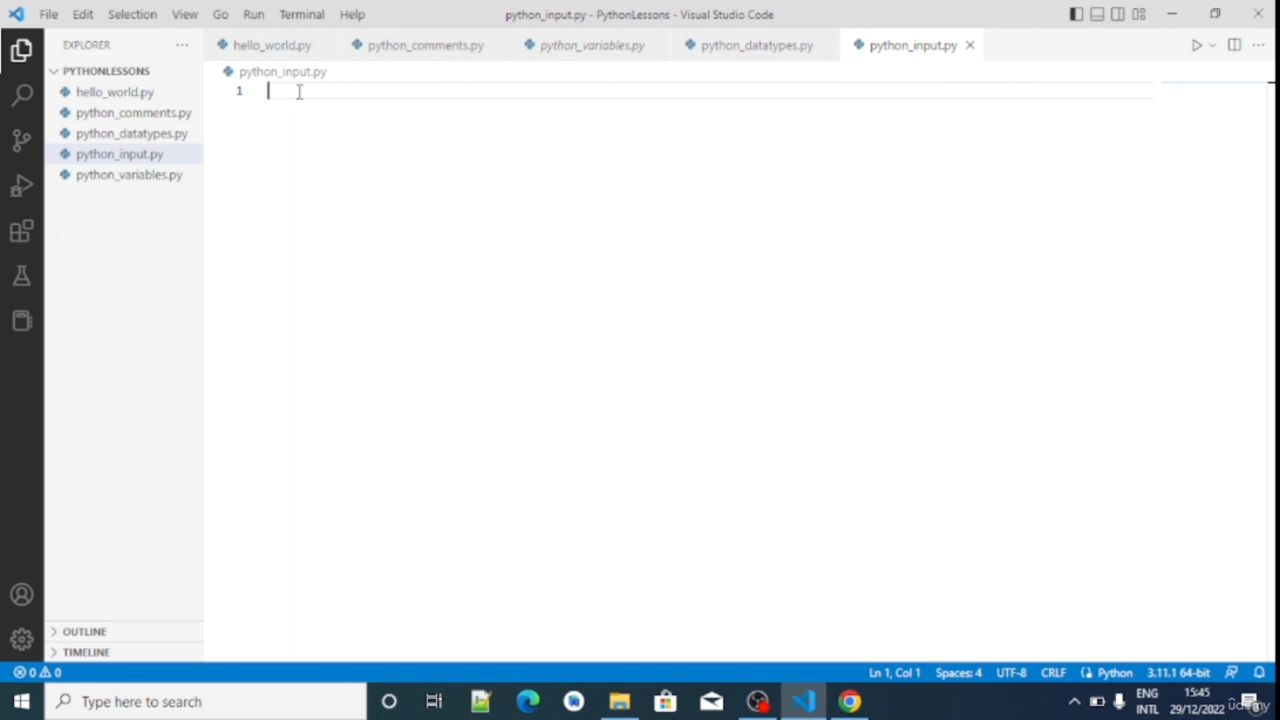 File Edit Selection View Go Run Terminal Help
python_input.py - PythonLessons - Visual Studio Code
EXPLORER
hello_world.py
python_comments.py
python_variables.py
python_datatypes.py
python_input.py
PYTHONLESSONS
python_input.py
hello_world.py
python_comments.py
python_datatypes.py
python_input.py
python_variables.py
1
OUTLINE
TIMELINE
0 0
Ln 1, Col 1
Spaces: 4
UTF-8
CRLF
Python
3.11.1 64-bit
Type here to search
ENG
INTL
15:45
29/12/2022
udemy